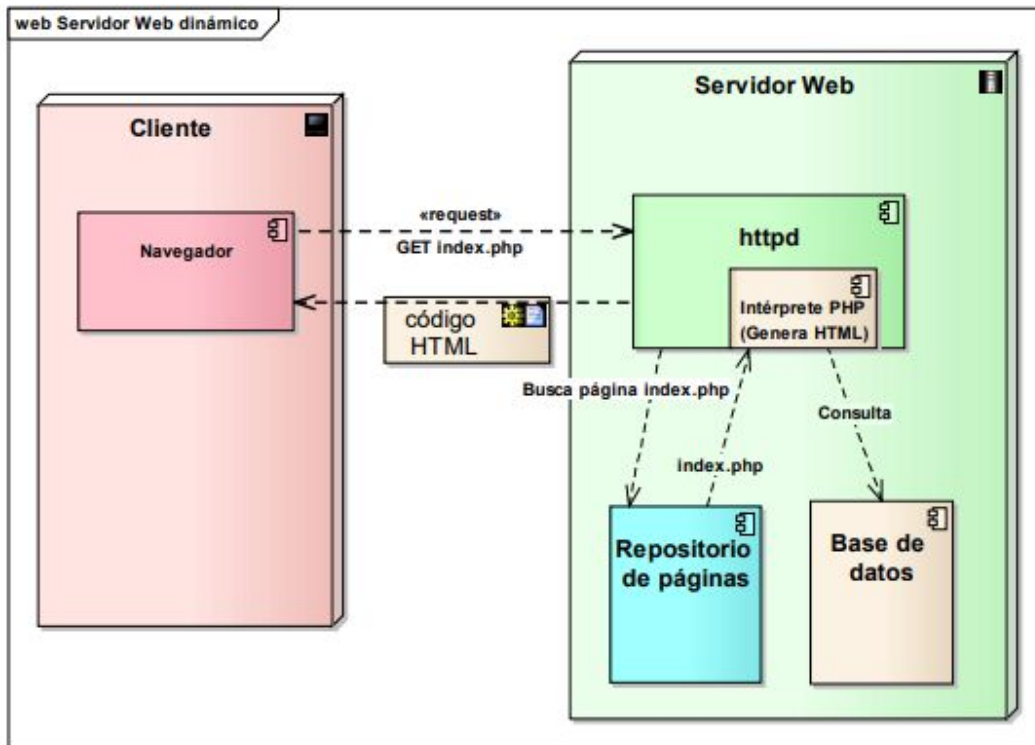 web Servidor Web dinámico
Cliente
Servidor Web
Navegador
«request»
GET index.php
código
HTML
httpd
Intérprete PHP
(Genera HTML)
Busca página index.php
Consulta
index.php
Repositorio
de páginas
Base de
datos